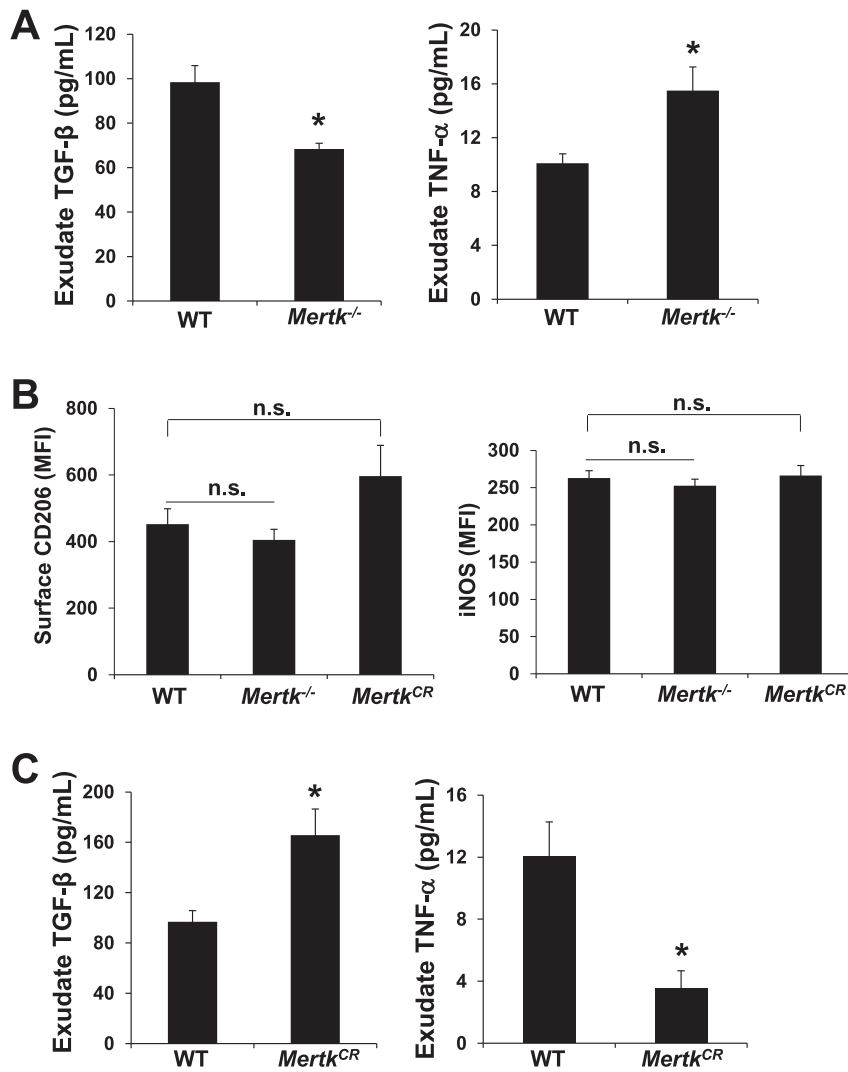 A
Exudate TGF-β (pg/mL)
120
100
80
60
40
20
0
*
WT
Mertk-/-
Exudate TNF-α (pg/mL)
20
16
12
8
4
0
*
WT
Mertk-/-
B
Surface CD206 (MFI)
800
600
400
200
0
n.s.
n.s.
WT
Mertk-/-
MertkCR
iNOS (MFI)
300
250
200
150
100
50
0
n.s.
n.s.
WT
Mertk-/-
MertkCR
C
Exudate TGF-β (pg/mL)
200
160
120
80
40
0
*
WT
MertkCR
Exudate TNF-α (pg/mL)
16
12
8
4
0
*
WT
MertkCR